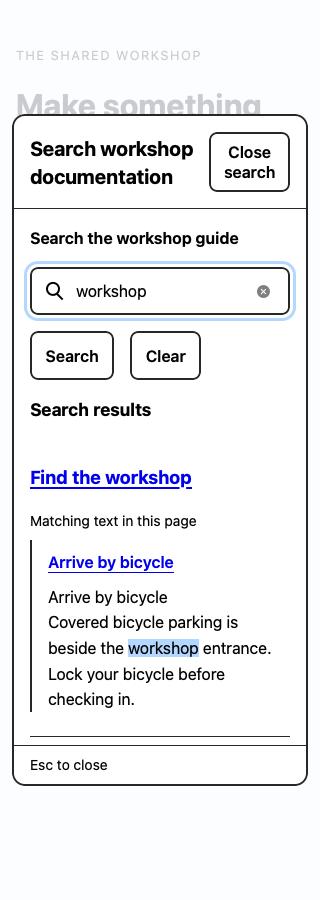 THE SHARED WORKSHOP
Make something
Search workshop
documentation
Close
search
Search the workshop guide
workshop
Search
Clear
Search results
Find the workshop
Matching text in this page
Arrive by bicycle
Arrive by bicycle
Covered bicycle parking is
beside the workshop entrance.
Lock your bicycle before
checking in.
Esc to close